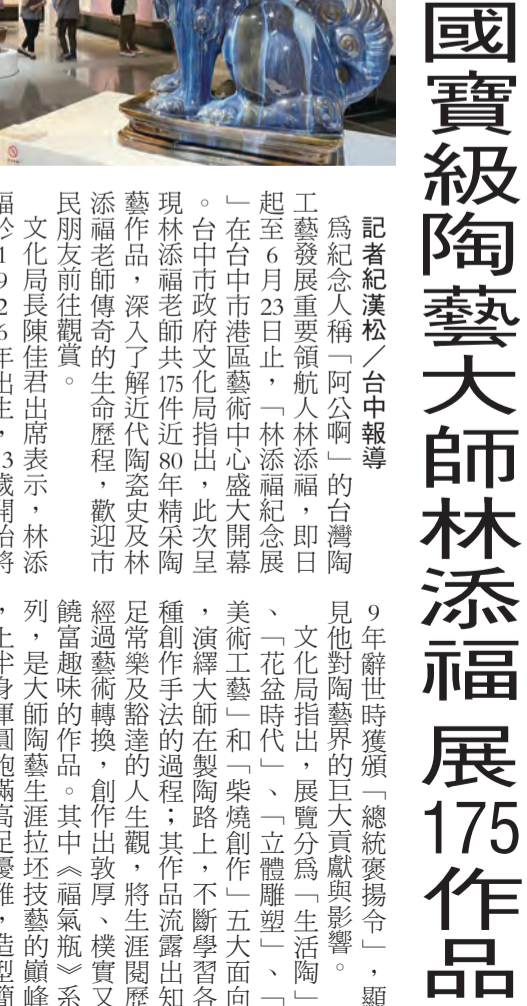 國寶級陶藝大師林添福 展175作品
記者紀漢松／台中報導
爲紀念人稱「阿公啊」的台灣陶
工藝發展重要領航人林添福，即日
起至6月23日止，「林添福紀念展
」在台中市港區藝術中心盛大開幕
。台中市政府文化局指出，此次呈
現林添福老師共175件近80年精采陶
藝作品，深入了解近代陶瓷史及林
添福老師傳奇的生命歷程，歡迎市
民朋友前往觀賞。
文化局長陳佳君出席表示，林添
福於1926年出生，13歲開始將
9年辭世時獲頒「總統褒揚令」，顯
見他對陶藝界的巨大貢獻與影響。
文化局指出，展覽分爲「生活陶」
、「花盆時代」、「立體雕塑」、「
美術工藝」和「柴燒創作」五大面向
，演繹大師在製陶路上，不斷學習各
種創作手法的過程；其作品流露出知
足常樂及豁達的人生觀，將生涯閱歷
經過藝術轉換，創作出敦厚、樸實又
饒富趣味的作品。其中《福氣瓶》系
列，是大師陶藝生涯拉坯技藝的巔峰
，上半身渾圓飽滿高足優雅，造型簡